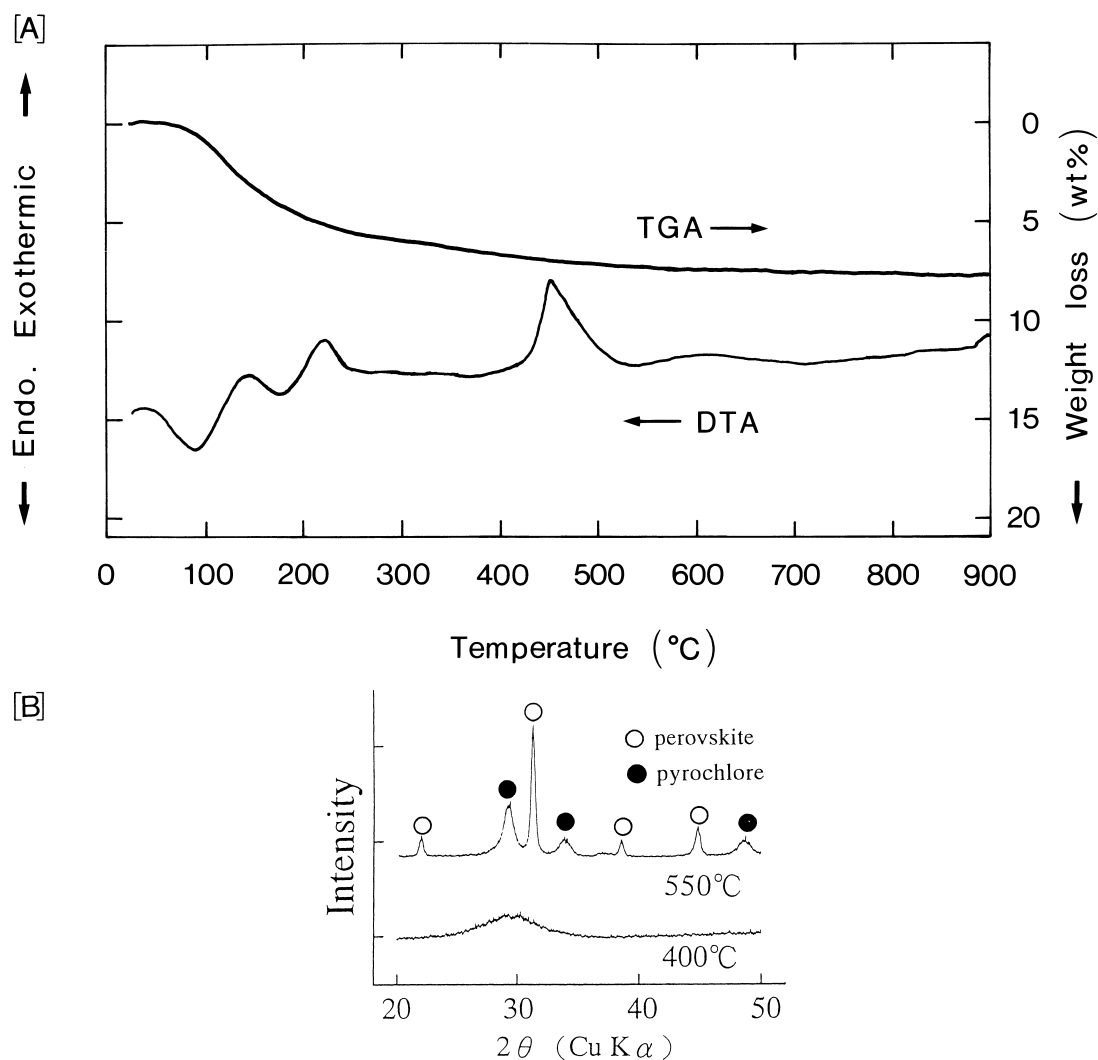 [A]
← Endo. Exothermic →
TGA →
← DTA
0
5
10
15
20
← Weight loss (wt%)
0 100 200 300 400 500 600 700 800 900
Temperature (°C)
[B]
○ perovskite
● pyrochlore
Intensity
550℃
400℃
20 30 40 50
2θ (Cu Kα)